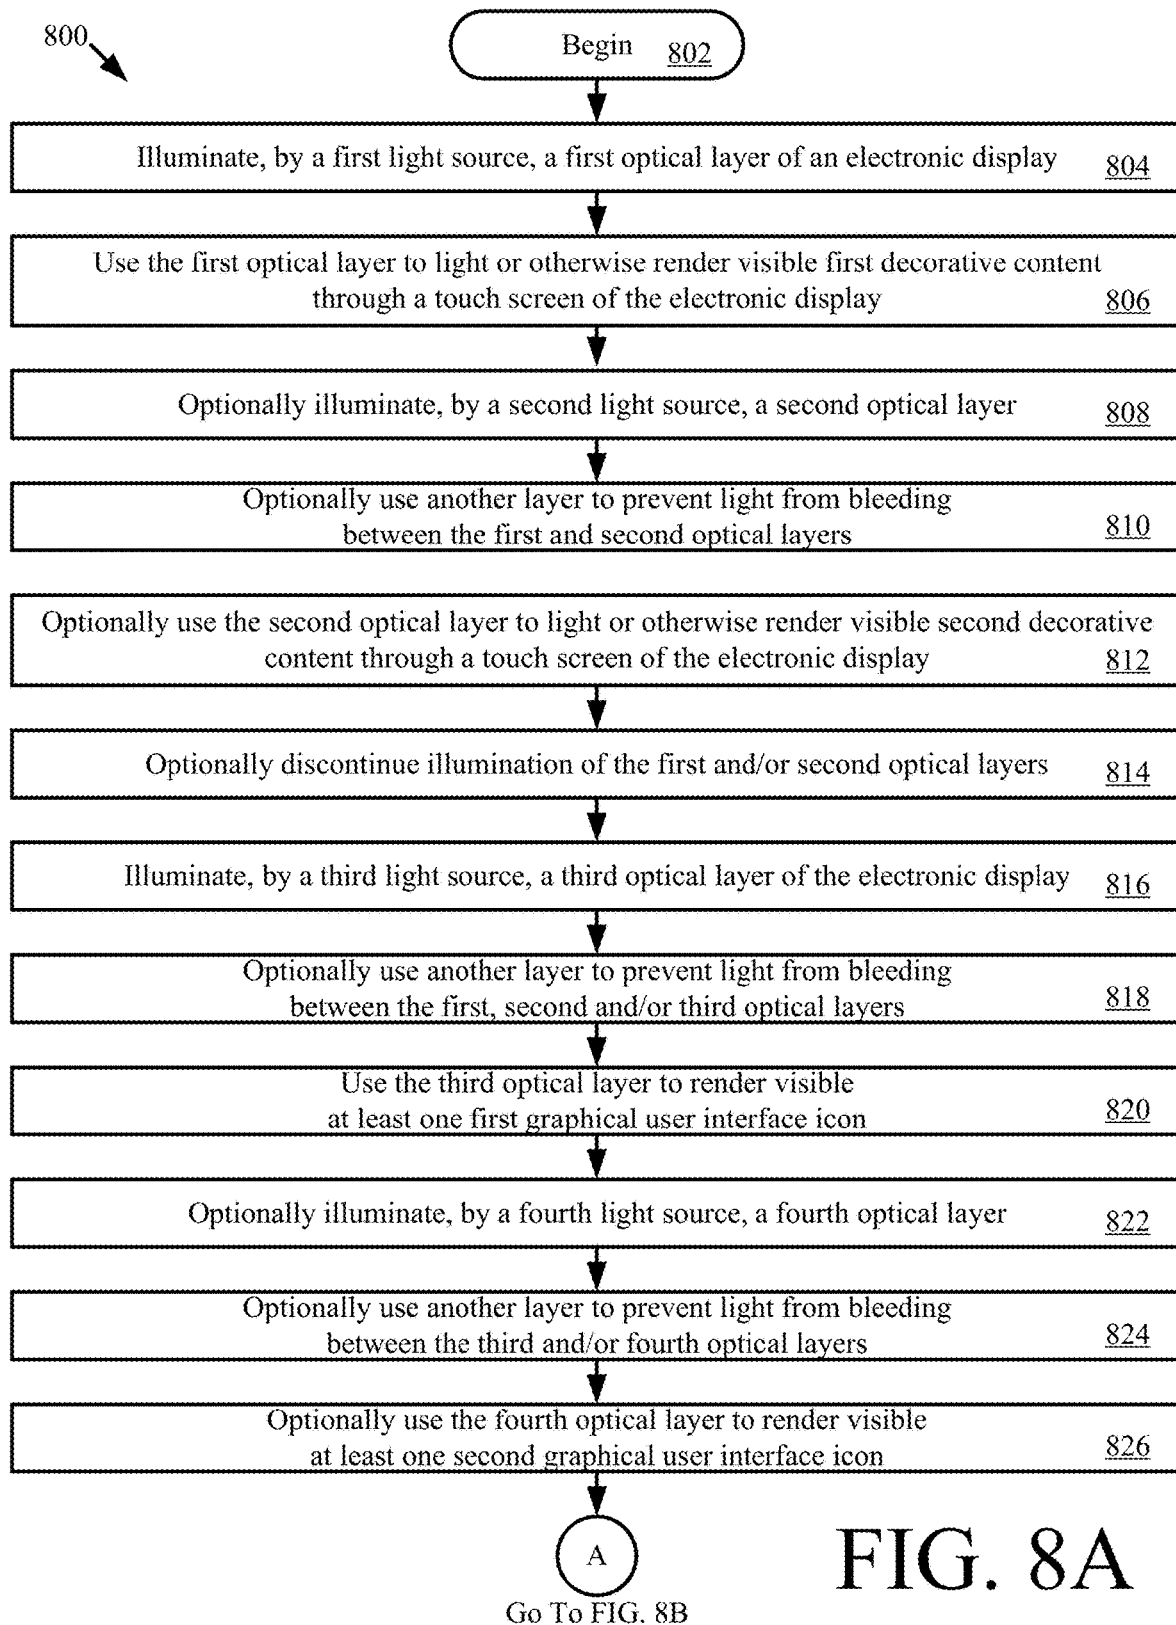 800
Begin 802
Illuminate, by a first light source, a first optical layer of an electronic display 804
Use the first optical layer to light or otherwise render visible first decorative content
through a touch screen of the electronic display 806
Optionally illuminate, by a second light source, a second optical layer 808
Optionally use another layer to prevent light from bleeding
between the first and second optical layers 810
Optionally use the second optical layer to light or otherwise render visible second decorative
content through a touch screen of the electronic display 812
Optionally discontinue illumination of the first and/or second optical layers 814
Illuminate, by a third light source, a third optical layer of the electronic display 816
Optionally use another layer to prevent light from bleeding
between the first, second and/or third optical layers 818
Use the third optical layer to render visible
at least one first graphical user interface icon 820
Optionally illuminate, by a fourth light source, a fourth optical layer 822
Optionally use another layer to prevent light from bleeding
between the third and/or fourth optical layers 824
Optionally use the fourth optical layer to render visible
at least one second graphical user interface icon 826
A
Go To FIG. 8B
FIG. 8A